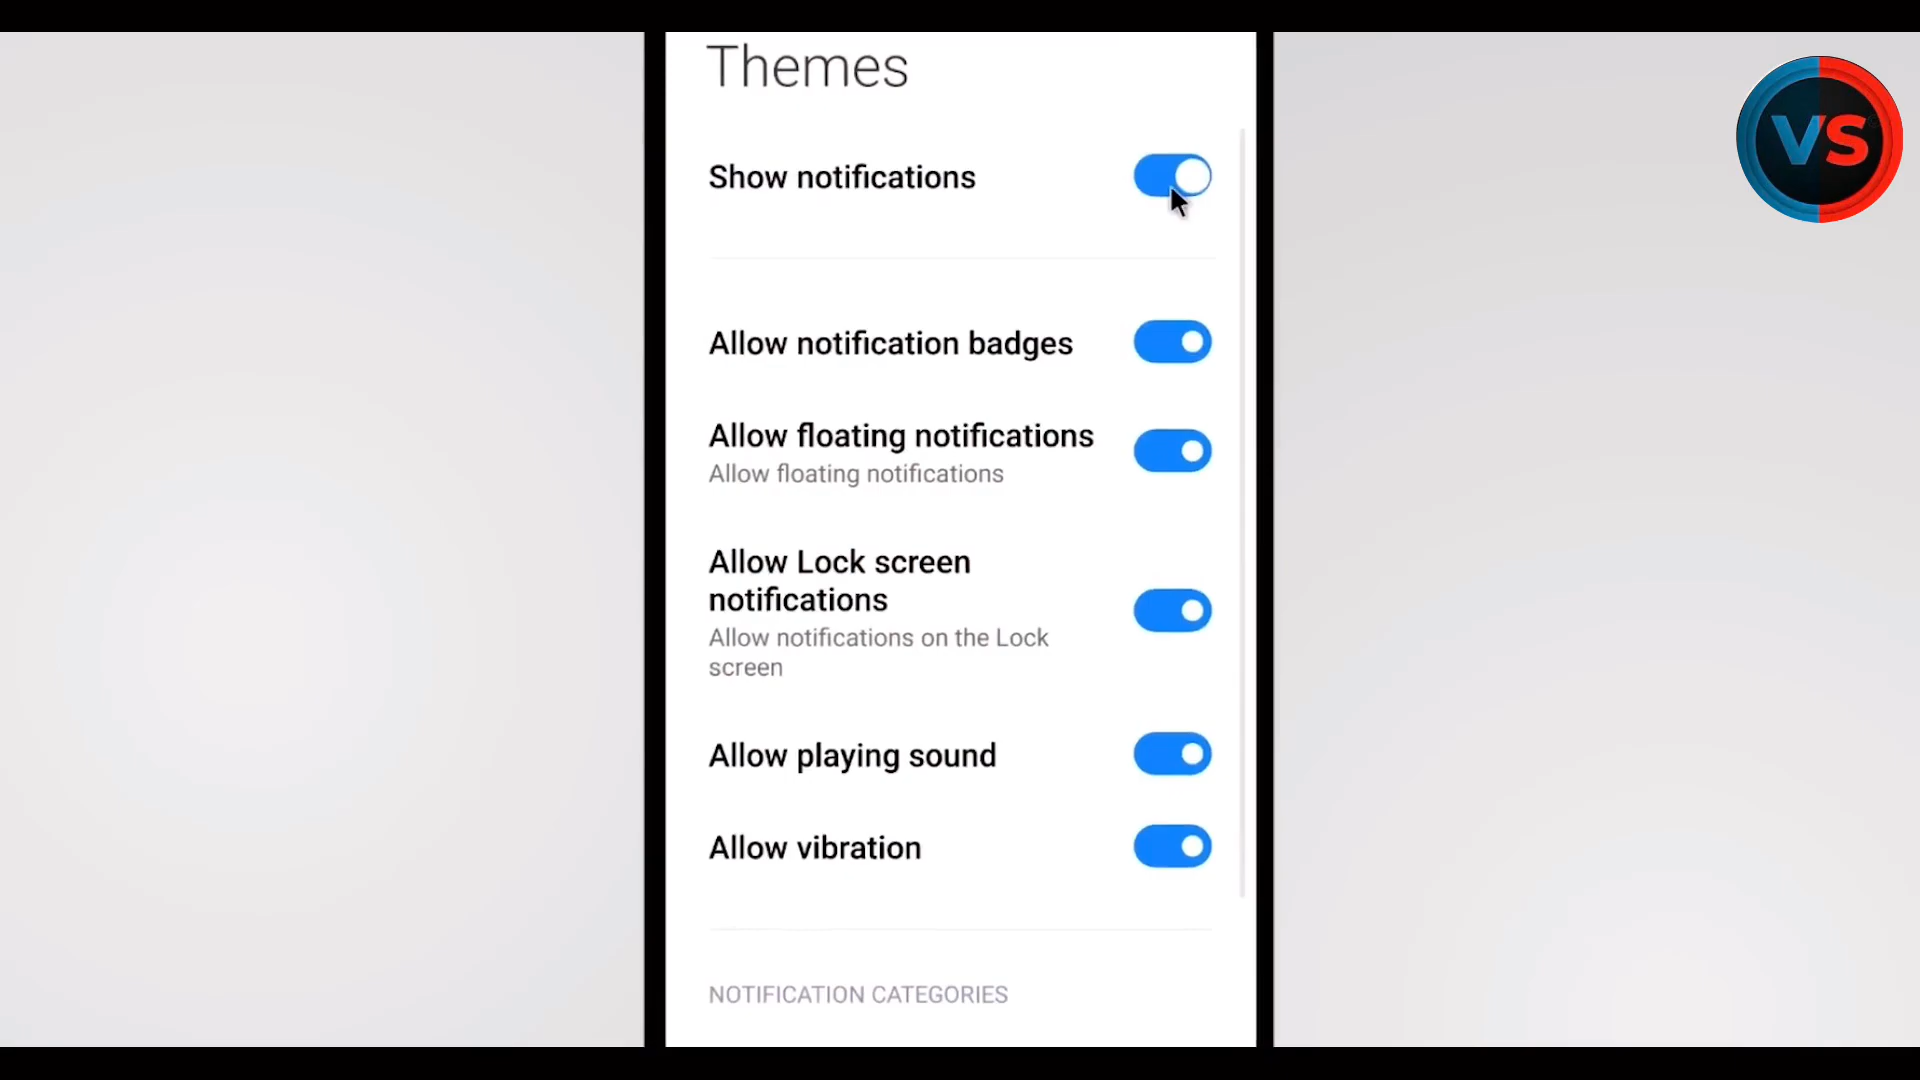 Themes
VS
Show notifications
Allow notification badges
Allow floating notifications
Allow floating notifications
Allow Lock screen
notifications
Allow notifications on the Lock
screen
Allow playing sound
Allow vibration
NOTIFICATION CATEGORIES